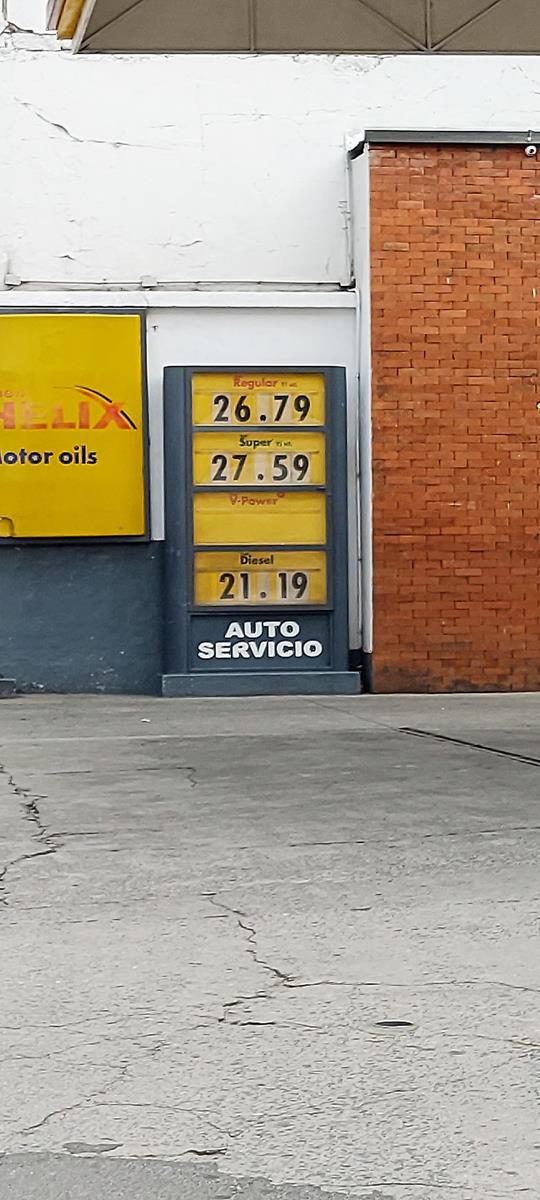 HELIX
Motor oils
Regular
26.79
Super
27.59
V-Power
Diesel
21.19
AUTO
SERVICIO